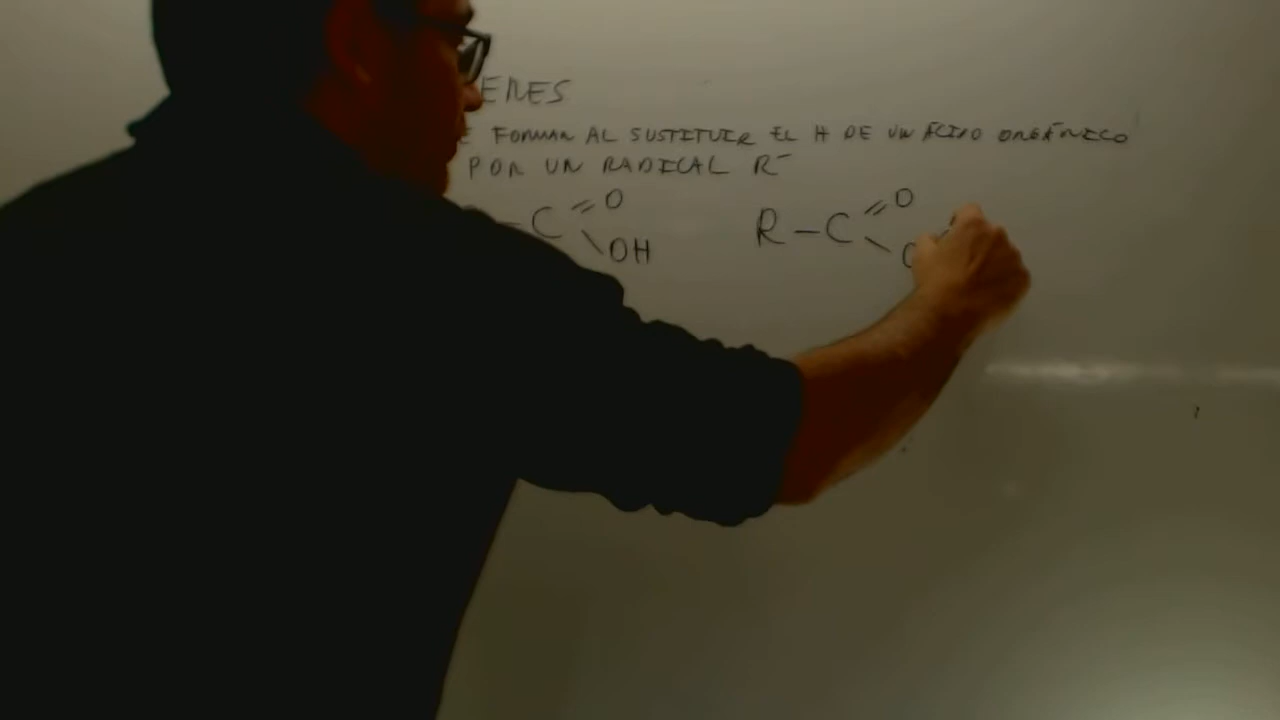 ERES
E FORMAN AL SUSTITUIR EL H DE UN ÁCIDO ORGÁNICO
POR UN RADICAL R-
-C=O
\OH
R-C=O
\O